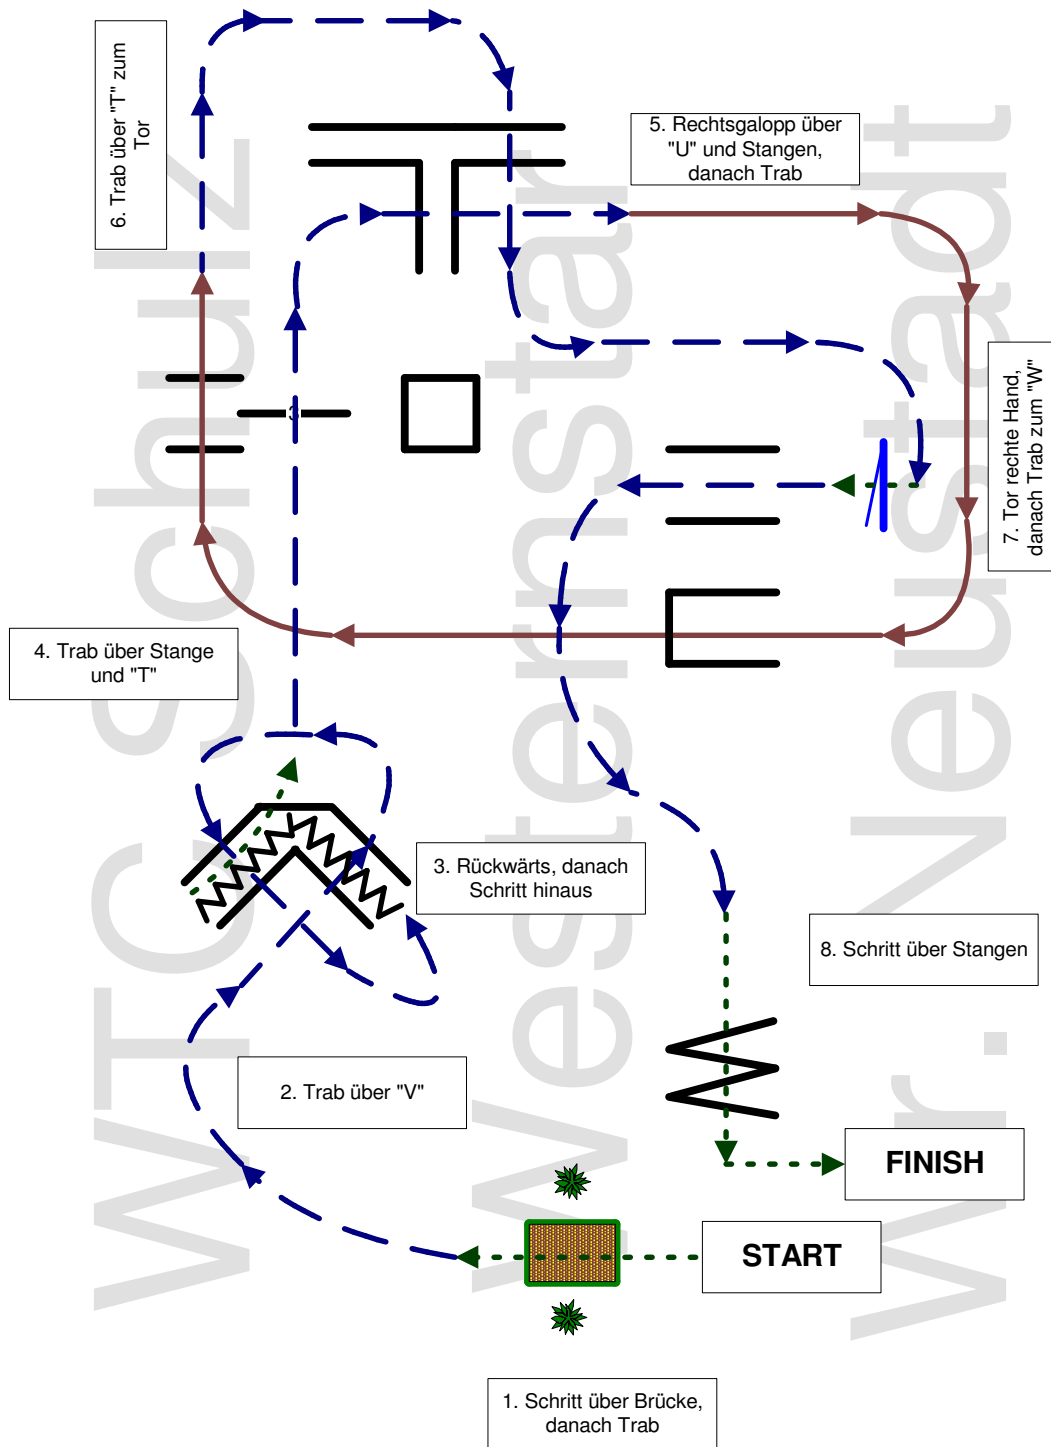 6. Trab über "T" zum
Tor
5. Rechtsgalopp über
"U" und Stangen,
danach Trab
7. Tor rechte Hand,
danach Trab zum "W"
4. Trab über Stange
und "T"
3. Rückwärts, danach
Schritt hinaus
8. Schritt über Stangen
2. Trab über "V"
FINISH
START
1. Schritt über Brücke,
danach Trab
WTC Schulz
Westernstar
Wr. Neustadt